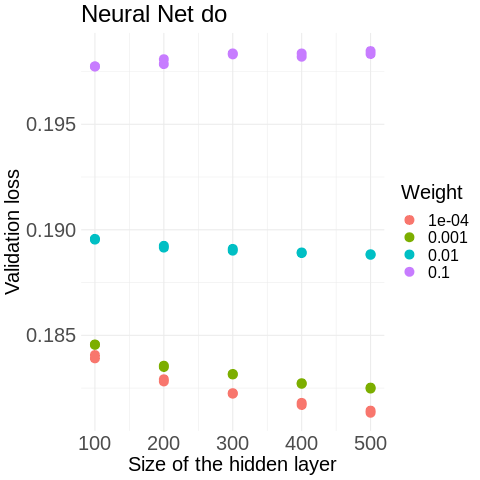 Neural Net do
Validation loss
0.195
0.190
0.185
100 200 300 400 500
Size of the hidden layer
Weight
1e-04
0.001
0.01
0.1